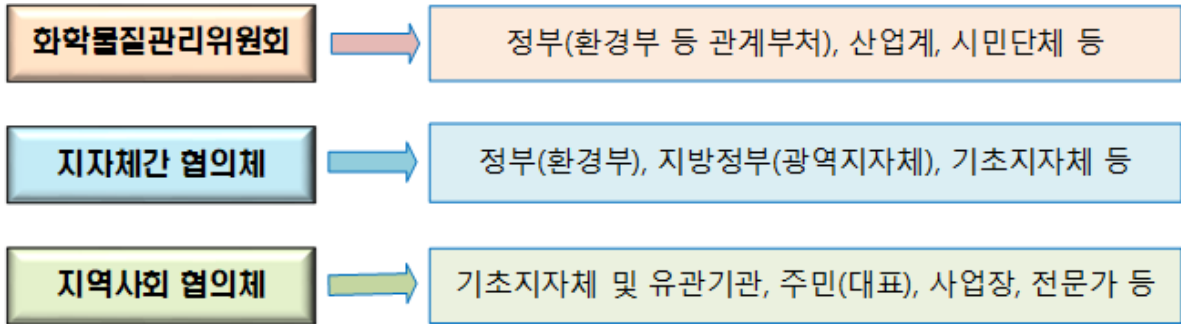 화학물질관리위원회
정부(환경부 등 관계부처), 산업계, 시민단체 등
지자체간 협의체
정부(환경부), 지방정부(광역지자체), 기초지자체 등
지역사회 협의체
기초지자체 및 유관기관, 주민(대표), 사업장, 전문가 등